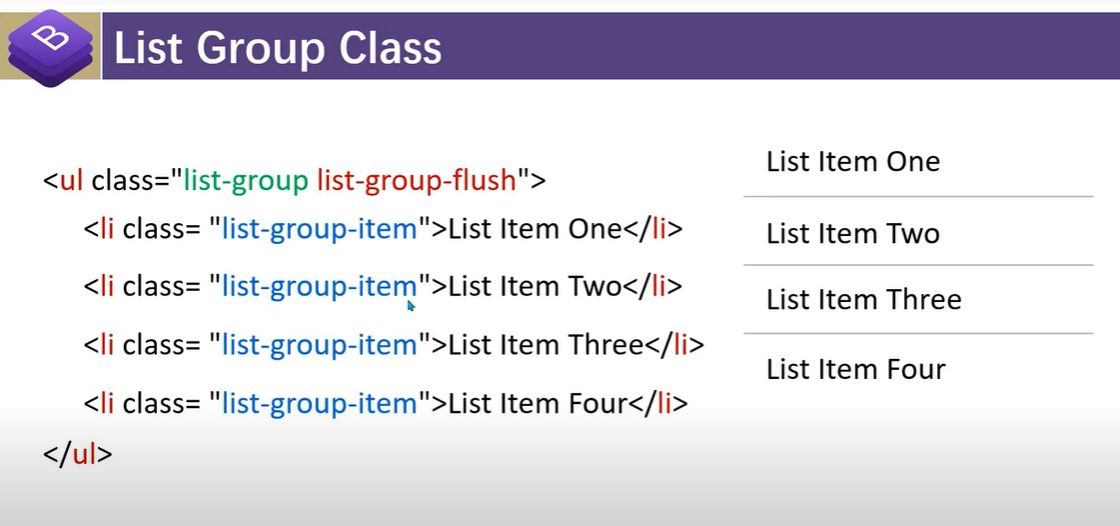 B
List Group Class
<ul class="list-group list-group-flush">
<li class= "list-group-item">List Item One</li>
<li class= "list-group-item">List Item Two</li>
<li class= "list-group-item">List Item Three</li>
<li class= "list-group-item">List Item Four</li>
</ul>
List Item One
List Item Two
List Item Three
List Item Four